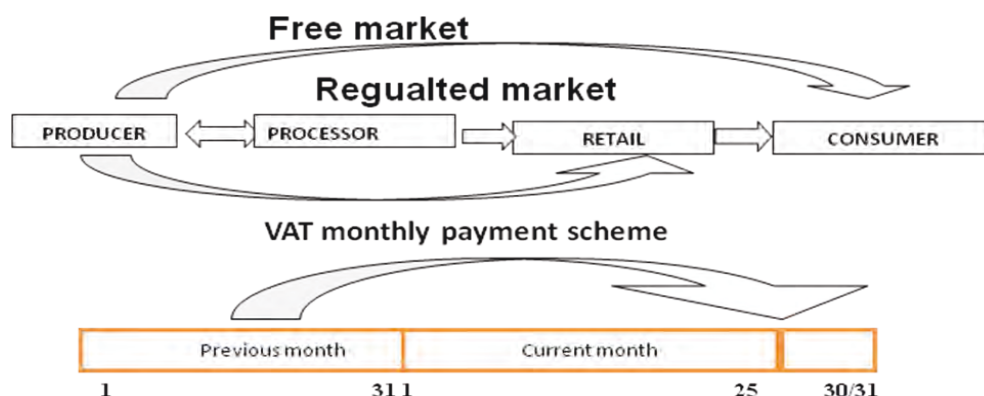 Free market
Regualted market
PRODUCER PROCESSOR RETAIL CONSUMER
VAT monthly payment scheme
Previous month Current month
1 31 1 25 30/31